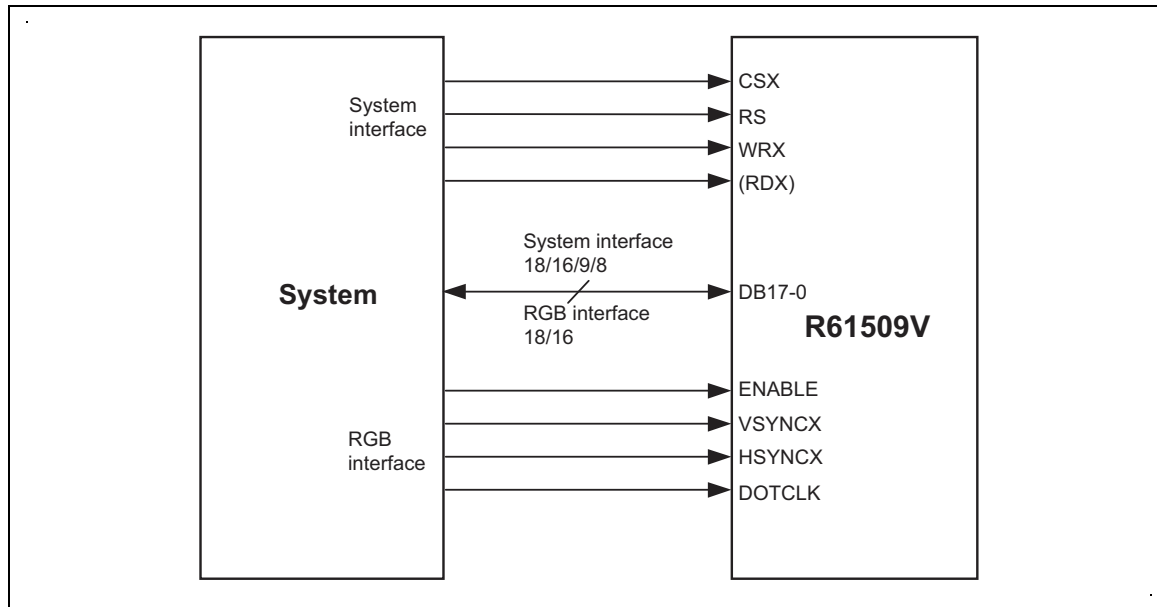 System
interface
CSX
RS
WRX
(RDX)
System interface
18/16/9/8
System
DB17-0
RGB interface
18/16
R61509V
RGB
interface
ENABLE
VSYNCX
HSYNCX
DOTCLK